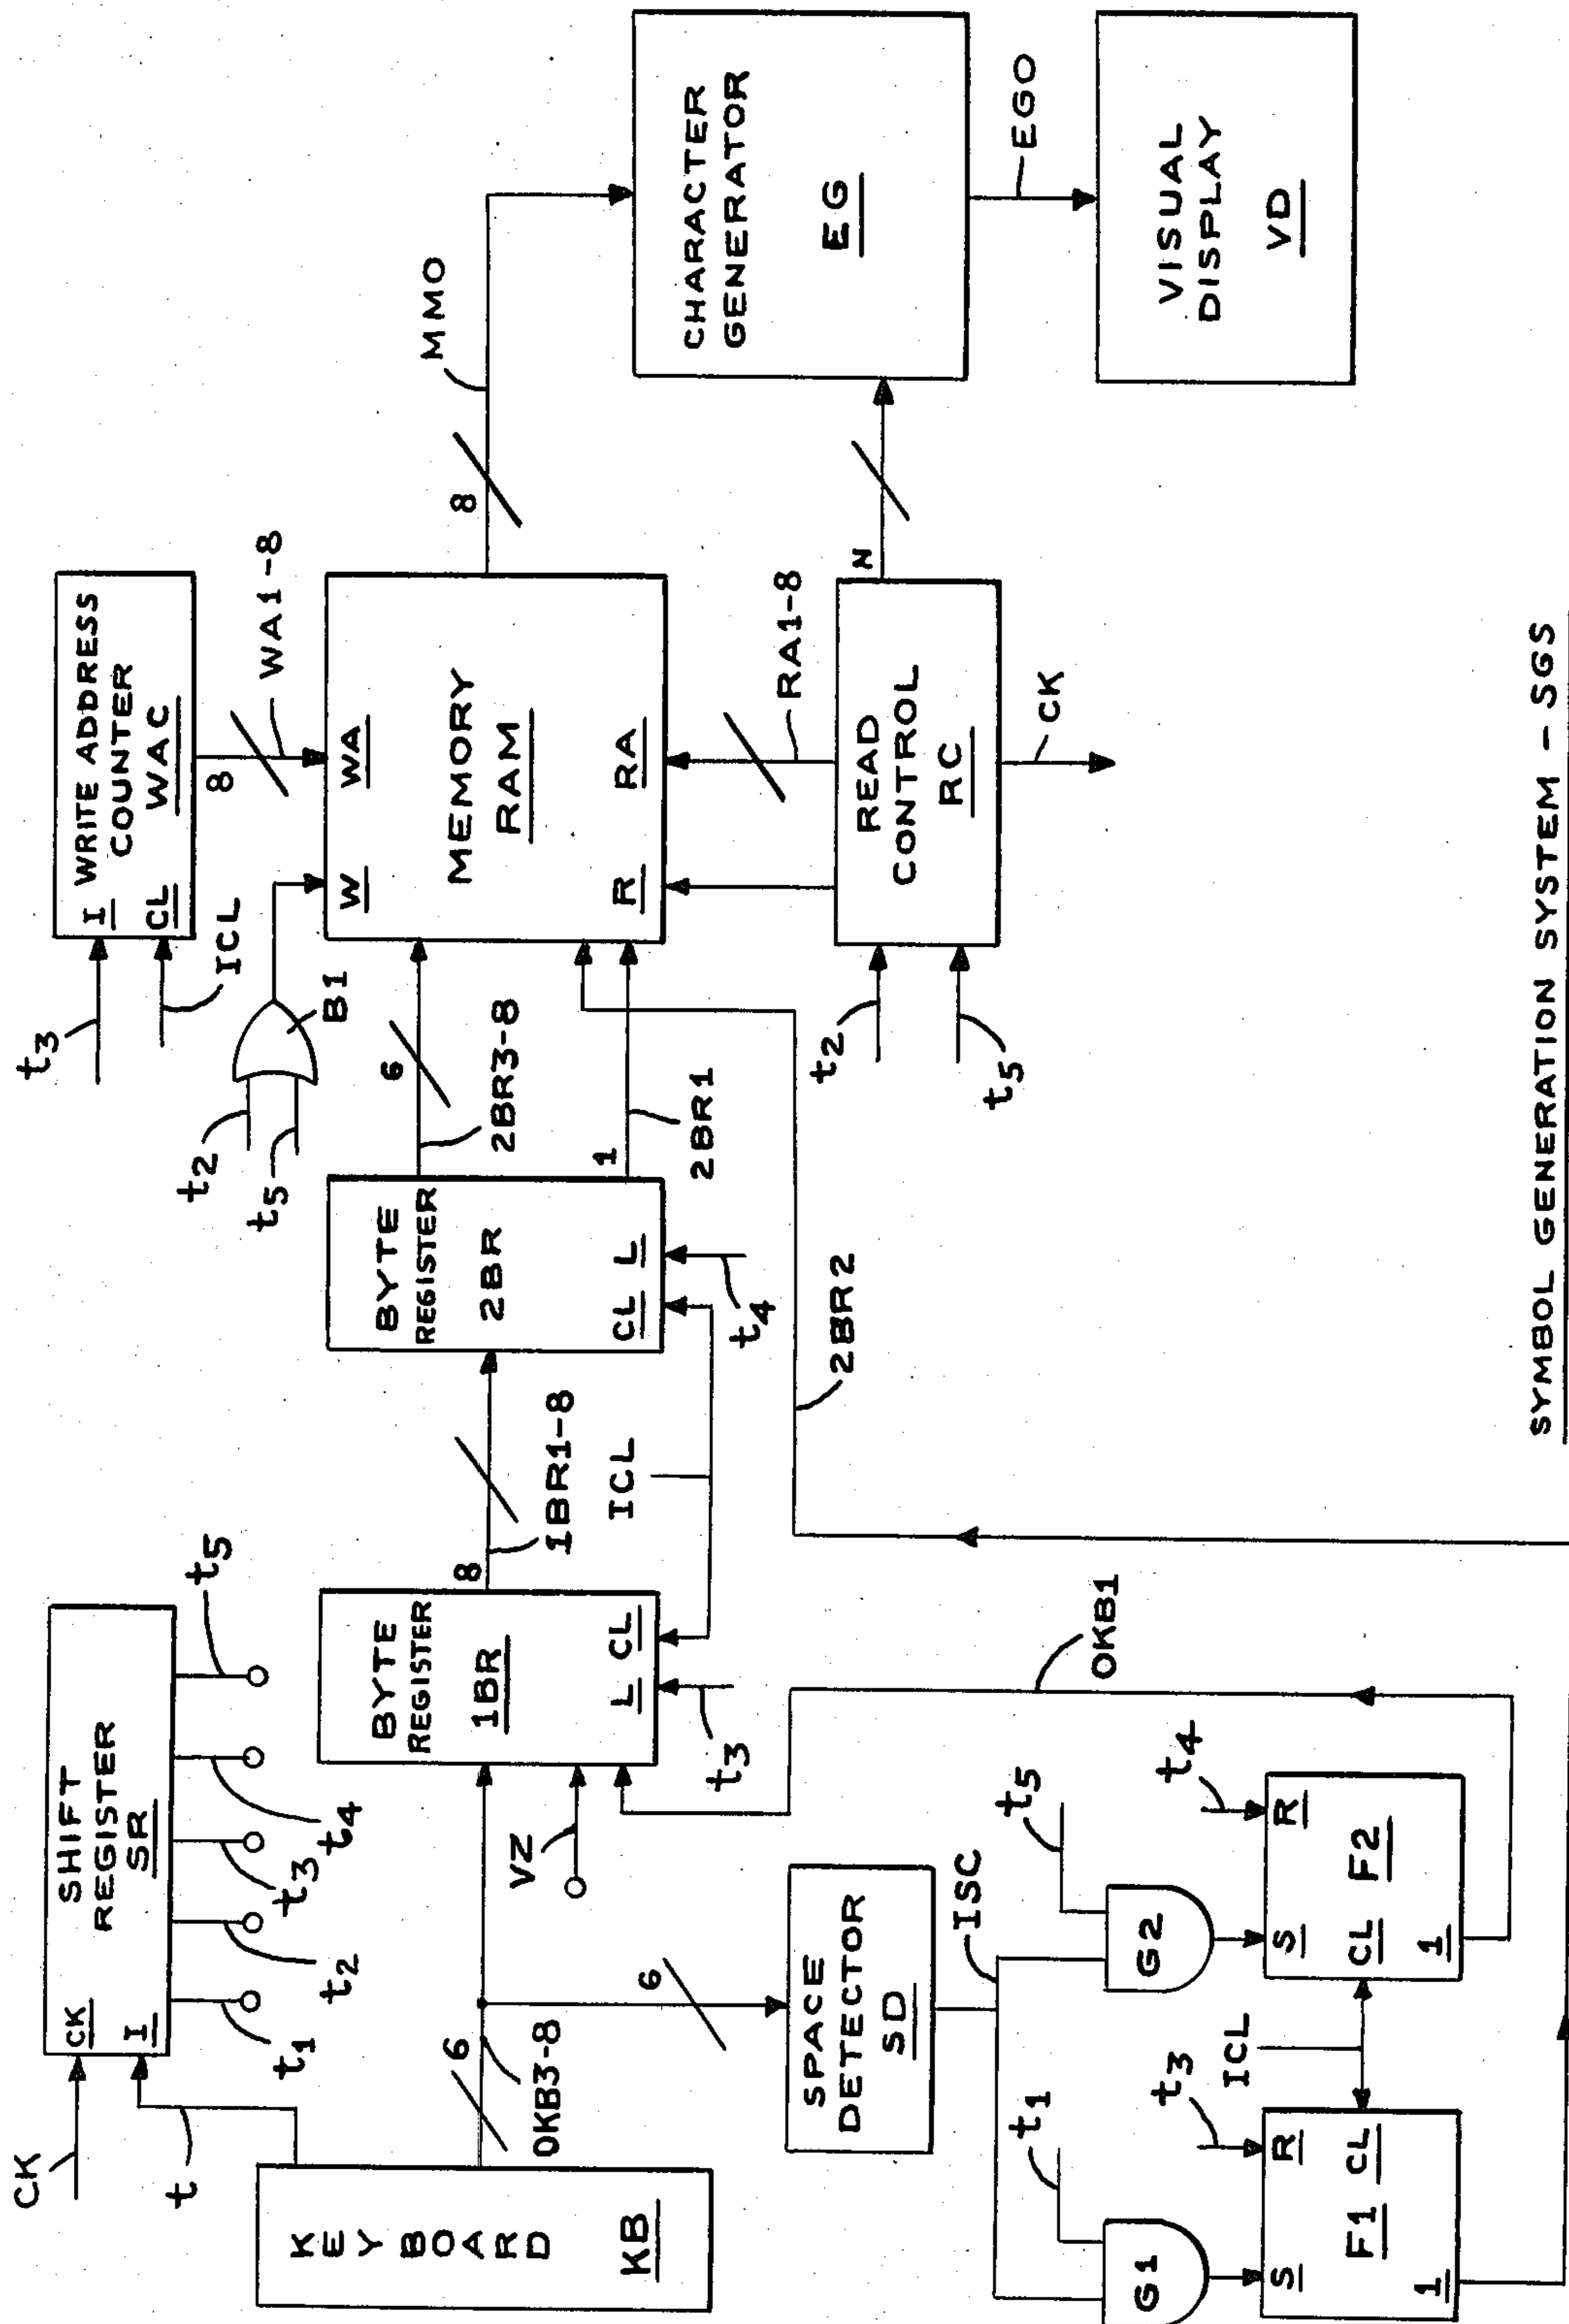 CK
t
CK
I
SHIFT
REGISTER
SR
t1
t2
t3
t4
t5
KEYBOARD
KB
6
OKB3-8
VZ
BYTE
REGISTER
1BR
L
CL
t3
8
1BR1-8
ICL
BYTE
REGISTER
2BR
CL
L
t4
6
2BR3-8
1
2BR1
2BR2
t2
t5
B1
t3
ICL
I
CL
WRITE ADDRESS
COUNTER
WAC
8
WA1-8
W
WA
MEMORY
RAM
R
RA
8
MMO
CHARACTER
GENERATOR
EG
EGO
VISUAL
DISPLAY
VD
RA1-8
N
READ
CONTROL
RC
t2
t5
CK
6
SPACE
DETECTOR
SD
ISC
t1
G1
t5
G2
t3
S
R
F1
CL
1
ICL
t4
S
R
CL
F2
1
OKB1
SYMBOL GENERATION SYSTEM - SGS